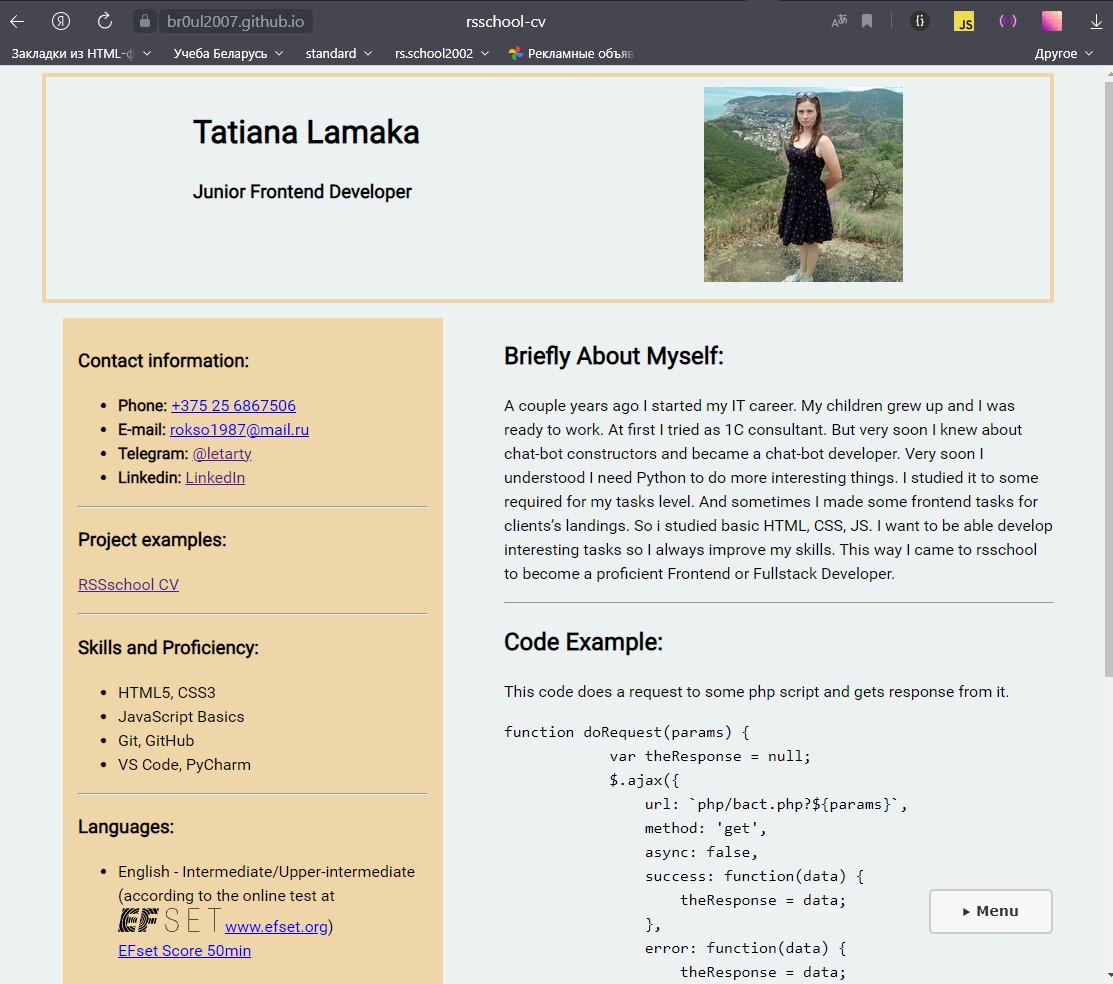 br0ul2007.github.io
rsschool-cv
JS
Закладки из HTML-ф
Учеба Беларусь
standard
rs.school2002
Рекламные объяв
Другое
Tatiana Lamaka
Junior Frontend Developer
Contact information:
• Phone: +375 25 6867506
• E-mail: rokso1987@mail.ru
• Telegram: @letarty
• Linkedin: LinkedIn
Project examples:
RSSschool CV
Skills and Proficiency:
• HTML5, CSS3
• JavaScript Basics
• Git, GitHub
• VS Code, PyCharm
Languages:
• English - Intermediate/Upper-intermediate
(according to the online test at
EF SET www.efset.org)
EFset Score 50min
Briefly About Myself:
A couple years ago I started my IT career. My children grew up and I was
ready to work. At first I tried as 1C consultant. But very soon I knew about
chat-bot constructors and became a chat-bot developer. Very soon I
understood I need Python to do more interesting things. I studied it to some
required for my tasks level. And sometimes I made some frontend tasks for
clients’s landings. So i studied basic HTML, CSS, JS. I want to be able develop
interesting tasks so I always improve my skills. This way I came to rsschool
to become a proficient Frontend or Fullstack Developer.
Code Example:
This code does a request to some php script and gets response from it.
function doRequest(params) {
            var theResponse = null;
            $.ajax({
                url: `php/bact.php?${params}`,
                method: 'get',
                async: false,
                success: function(data) {
                    theResponse = data;
                },
                error: function(data) {
                    theResponse = data;
▸ Menu